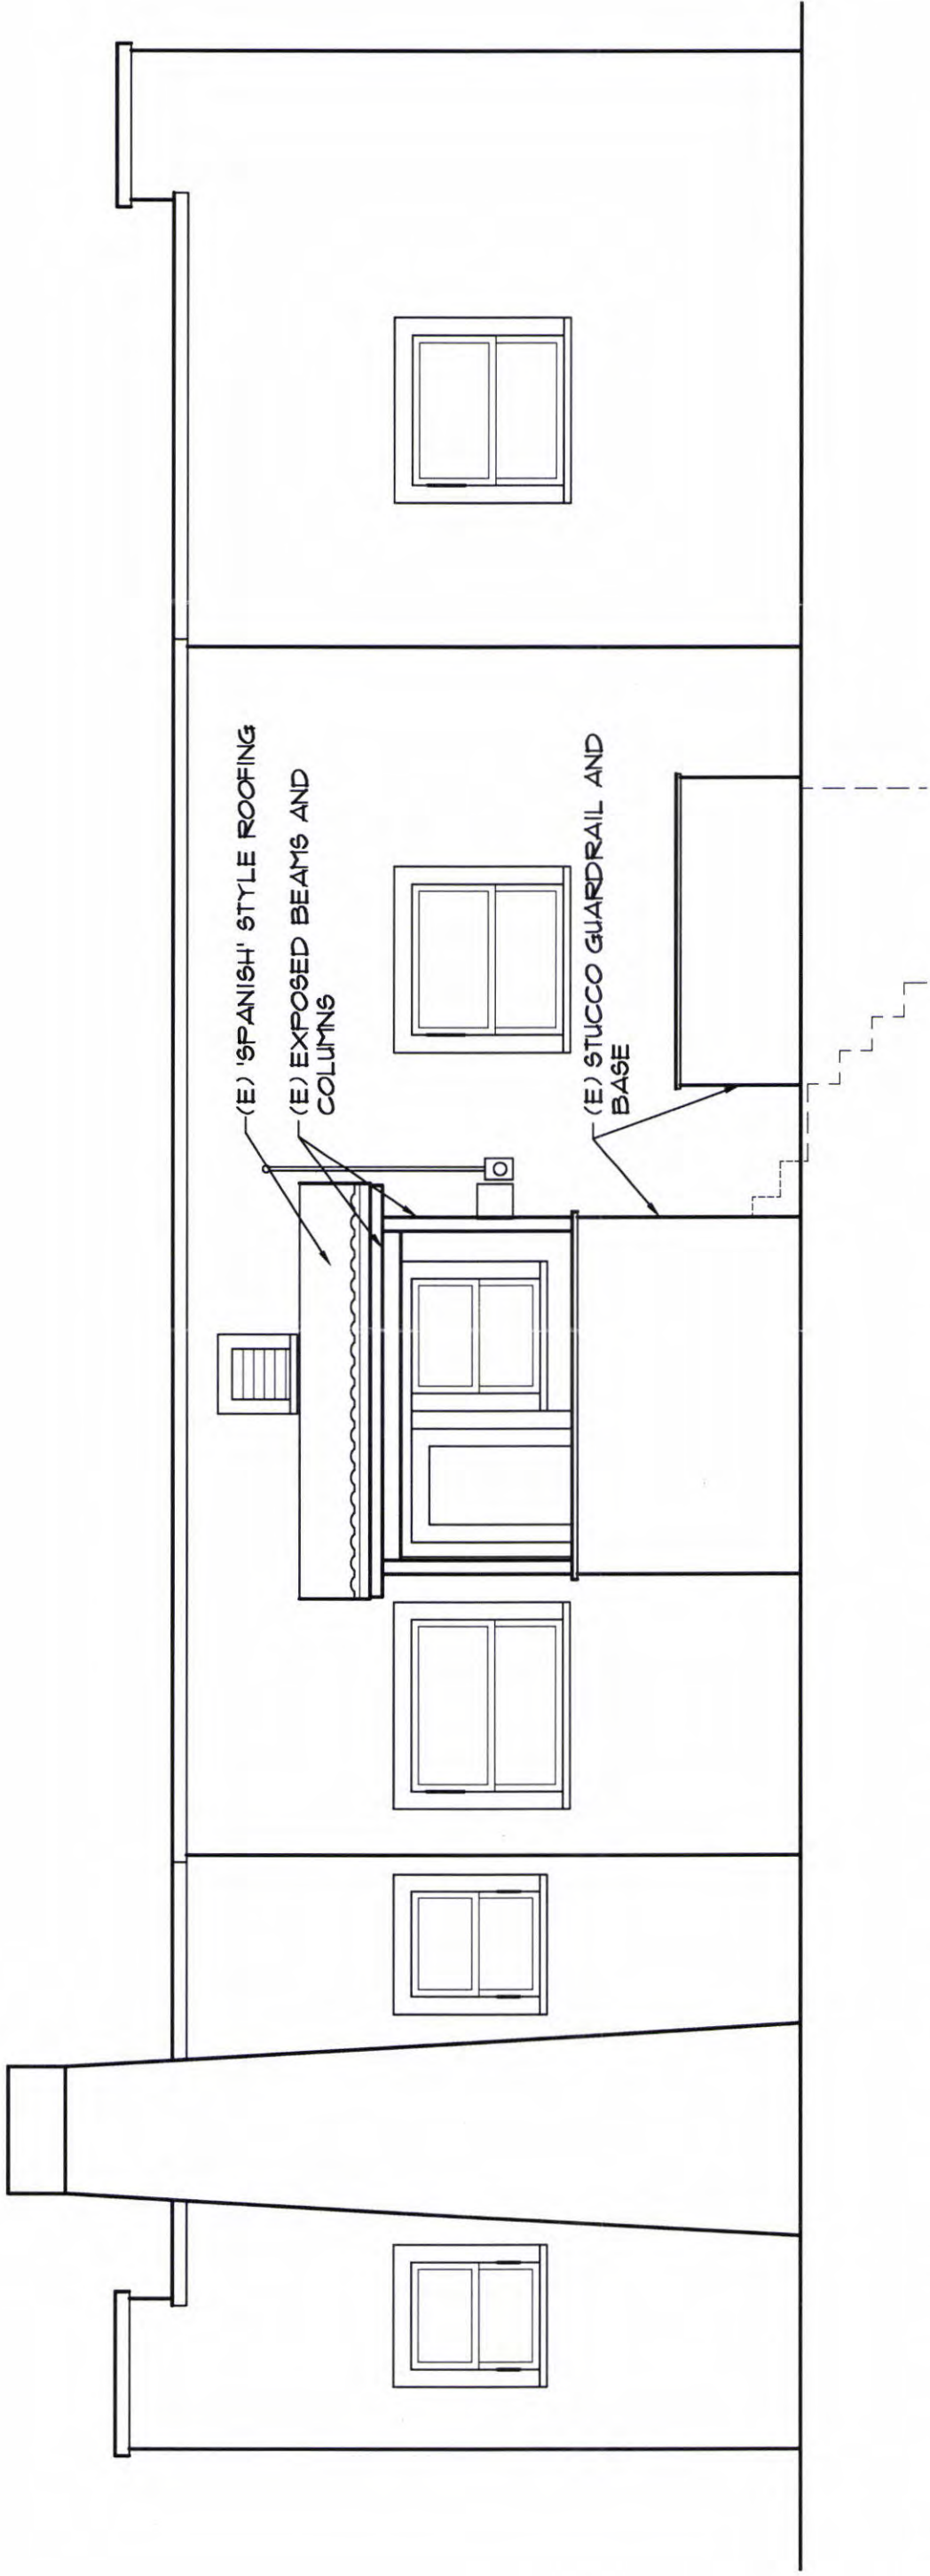 (E) 'SPANISH' STYLE ROOFING
(E) EXPOSED BEAMS AND
COLUMNS
(E) STUCCO GUARDRAIL AND
BASE